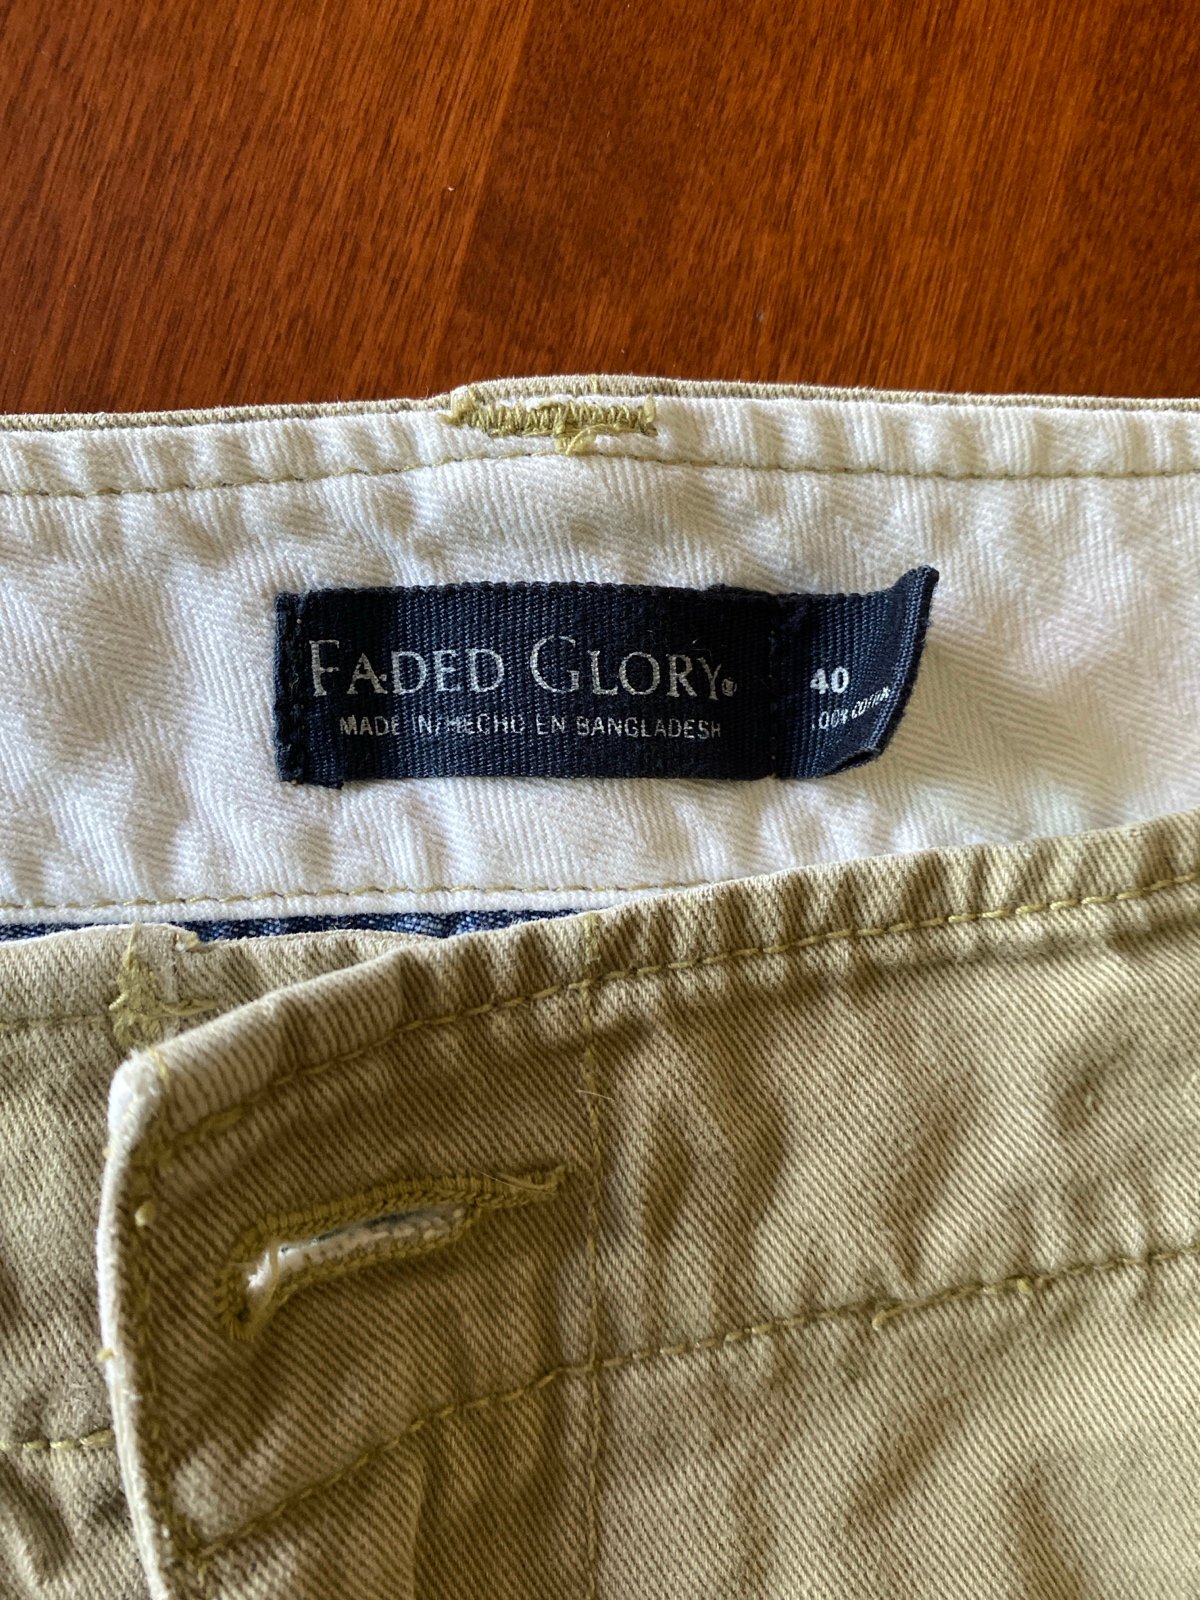 FADED GLORY®
MADE IN/HECHO EN BANGLADESH
40
100% COTTON